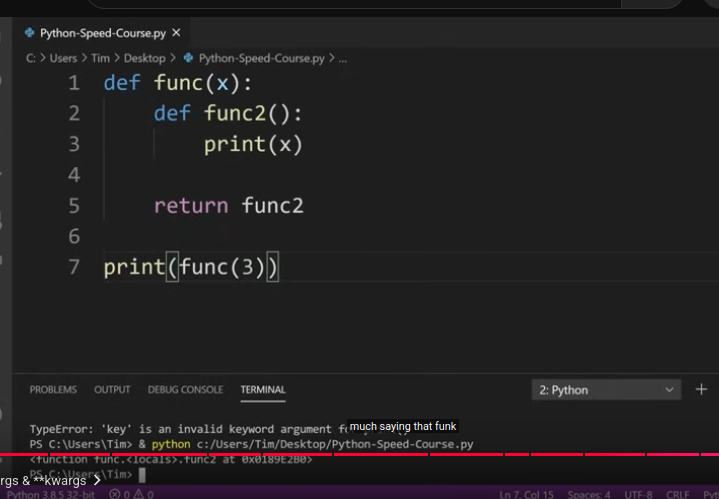 Python-Speed-Course.py ×
C: > Users > Tim > Desktop > Python-Speed-Course.py > ...
1 def func(x):
2     def func2():
3         print(x)
4
5     return func2
6
7 print(func(3))
PROBLEMS OUTPUT DEBUG CONSOLE TERMINAL 2: Python
TypeError: 'key' is an invalid keyword argument
much saying that funk
PS C:\Users\Tim> & python c:/Users/Tim/Desktop/Python-Speed-Course.py
<function func.<locals>.func2 at 0x0189E2B0>
PS C:\Users\Tim>
rgs & **kwargs >
Python 3.8.5 32-bit 0 0 Ln 7, Col 15 Spaces: 4 UTF-8 CRLF Pyt